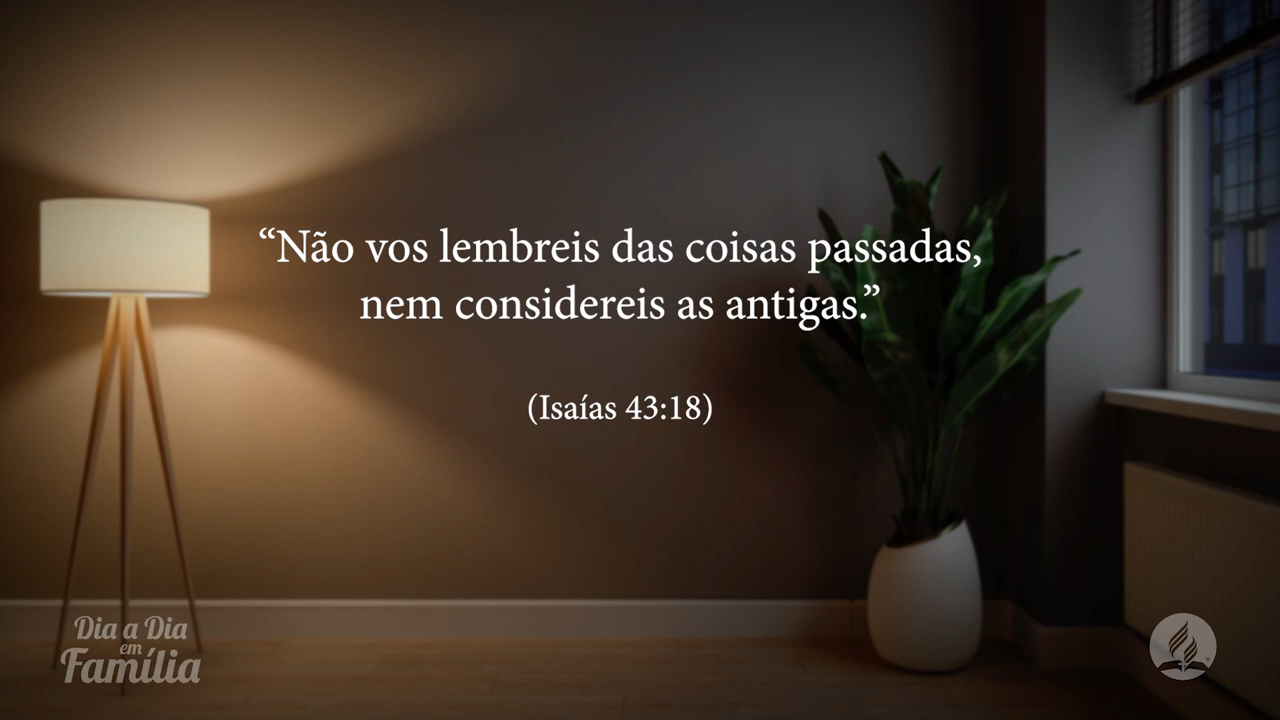 “Não vos lembreis das coisas passadas,
nem considereis as antigas.”
(Isaías 43:18)
Dia a Dia
em
Família